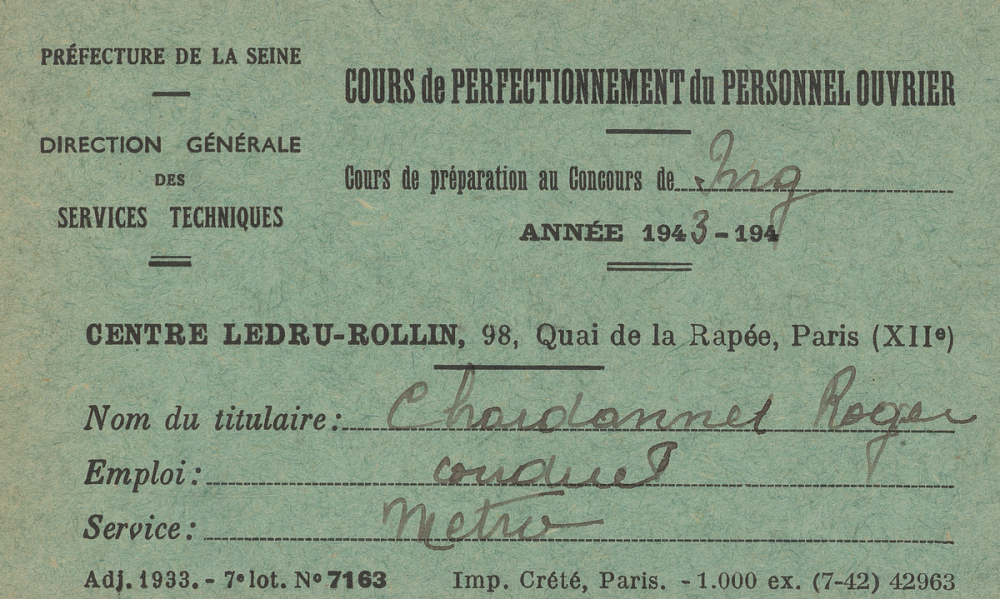 PRÉFECTURE DE LA SEINE
DIRECTION GÉNÉRALE
DES
SERVICES TECHNIQUES
COURS de PERFECTIONNEMENT du PERSONNEL OUVRIER
Cours de préparation au Concours de Ing
ANNÉE 1943-194
CENTRE LEDRU-ROLLIN, 98, Quai de la Rapée, Paris (XIIe)
Nom du titulaire: Chardonnet Roger
Emploi: conduct
Service: Metro
Adj. 1933. - 7e lot. No 7163 Imp. Crété, Paris. - 1.000 ex. (7-42) 42963